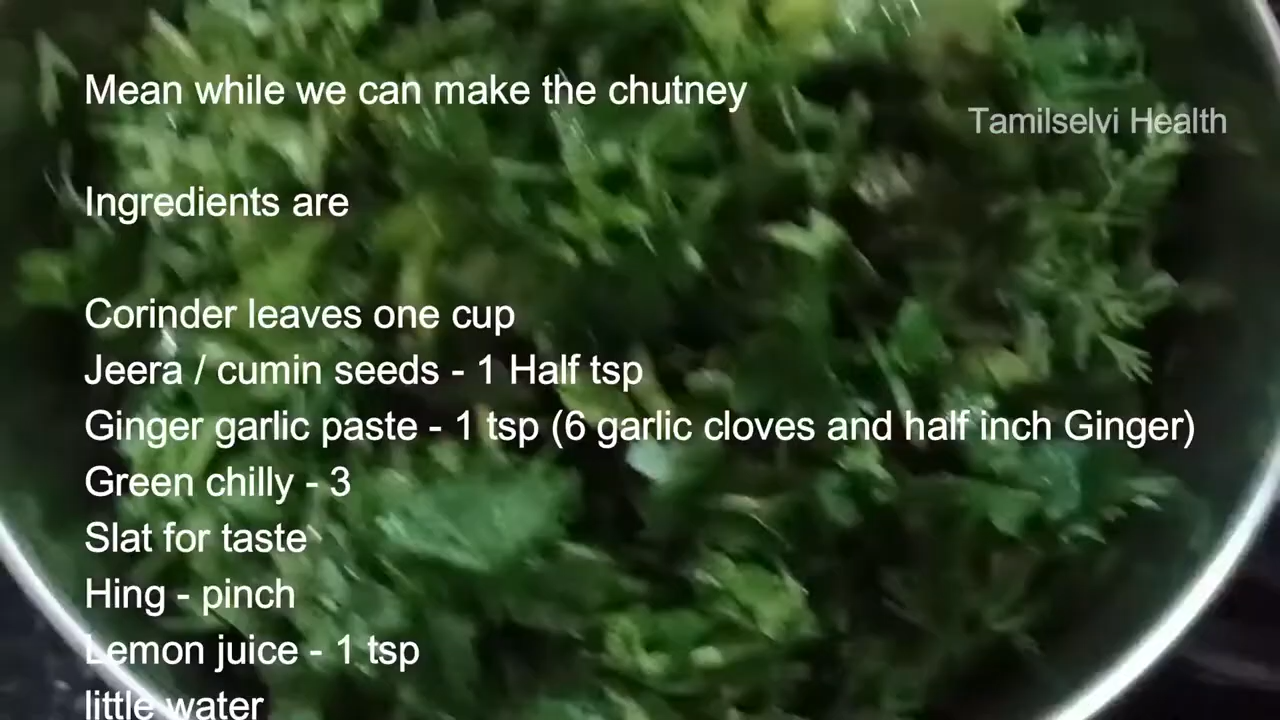 Mean while we can make the chutney
Tamilselvi Health
Ingredients are
Corinder leaves one cup
Jeera / cumin seeds - 1 Half tsp
Ginger garlic paste - 1 tsp (6 garlic cloves and half inch Ginger)
Green chilly - 3
Slat for taste
Hing - pinch
Lemon juice - 1 tsp
little water